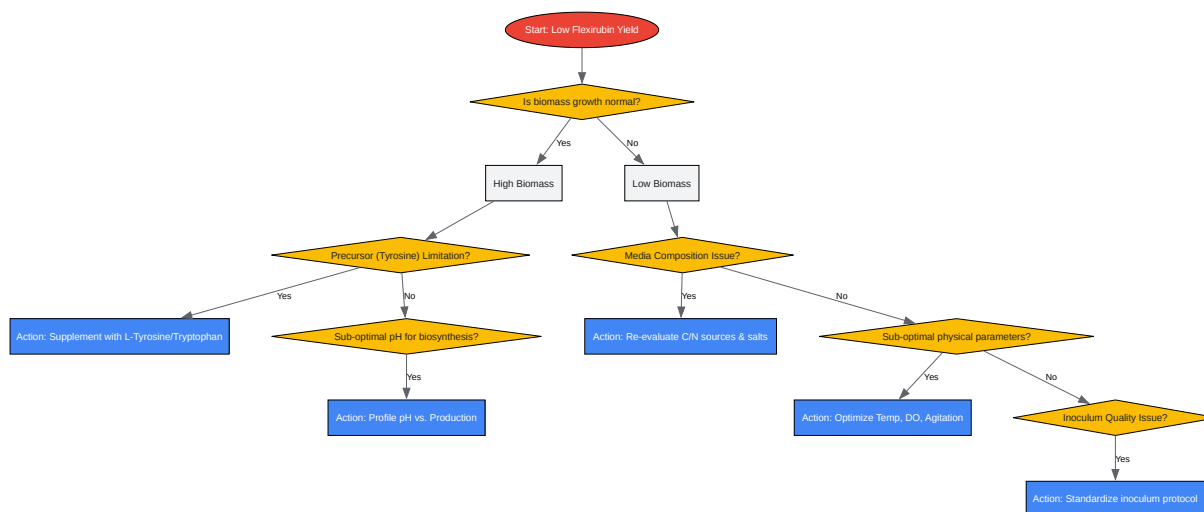 Start: Low Flexirubin Yield
Is biomass growth normal?
Yes
No
High Biomass
Low Biomass
Precursor (Tyrosine) Limitation?
Media Composition Issue?
Yes
No
Yes
No
Action: Supplement with L-Tyrosine/Tryptophan
Sub-optimal pH for biosynthesis?
Action: Re-evaluate C/N sources & salts
Sub-optimal physical parameters?
Yes
Yes
No
Action: Profile pH vs. Production
Action: Optimize Temp, DO, Agitation
Inoculum Quality Issue?
Yes
Action: Standardize inoculum protocol